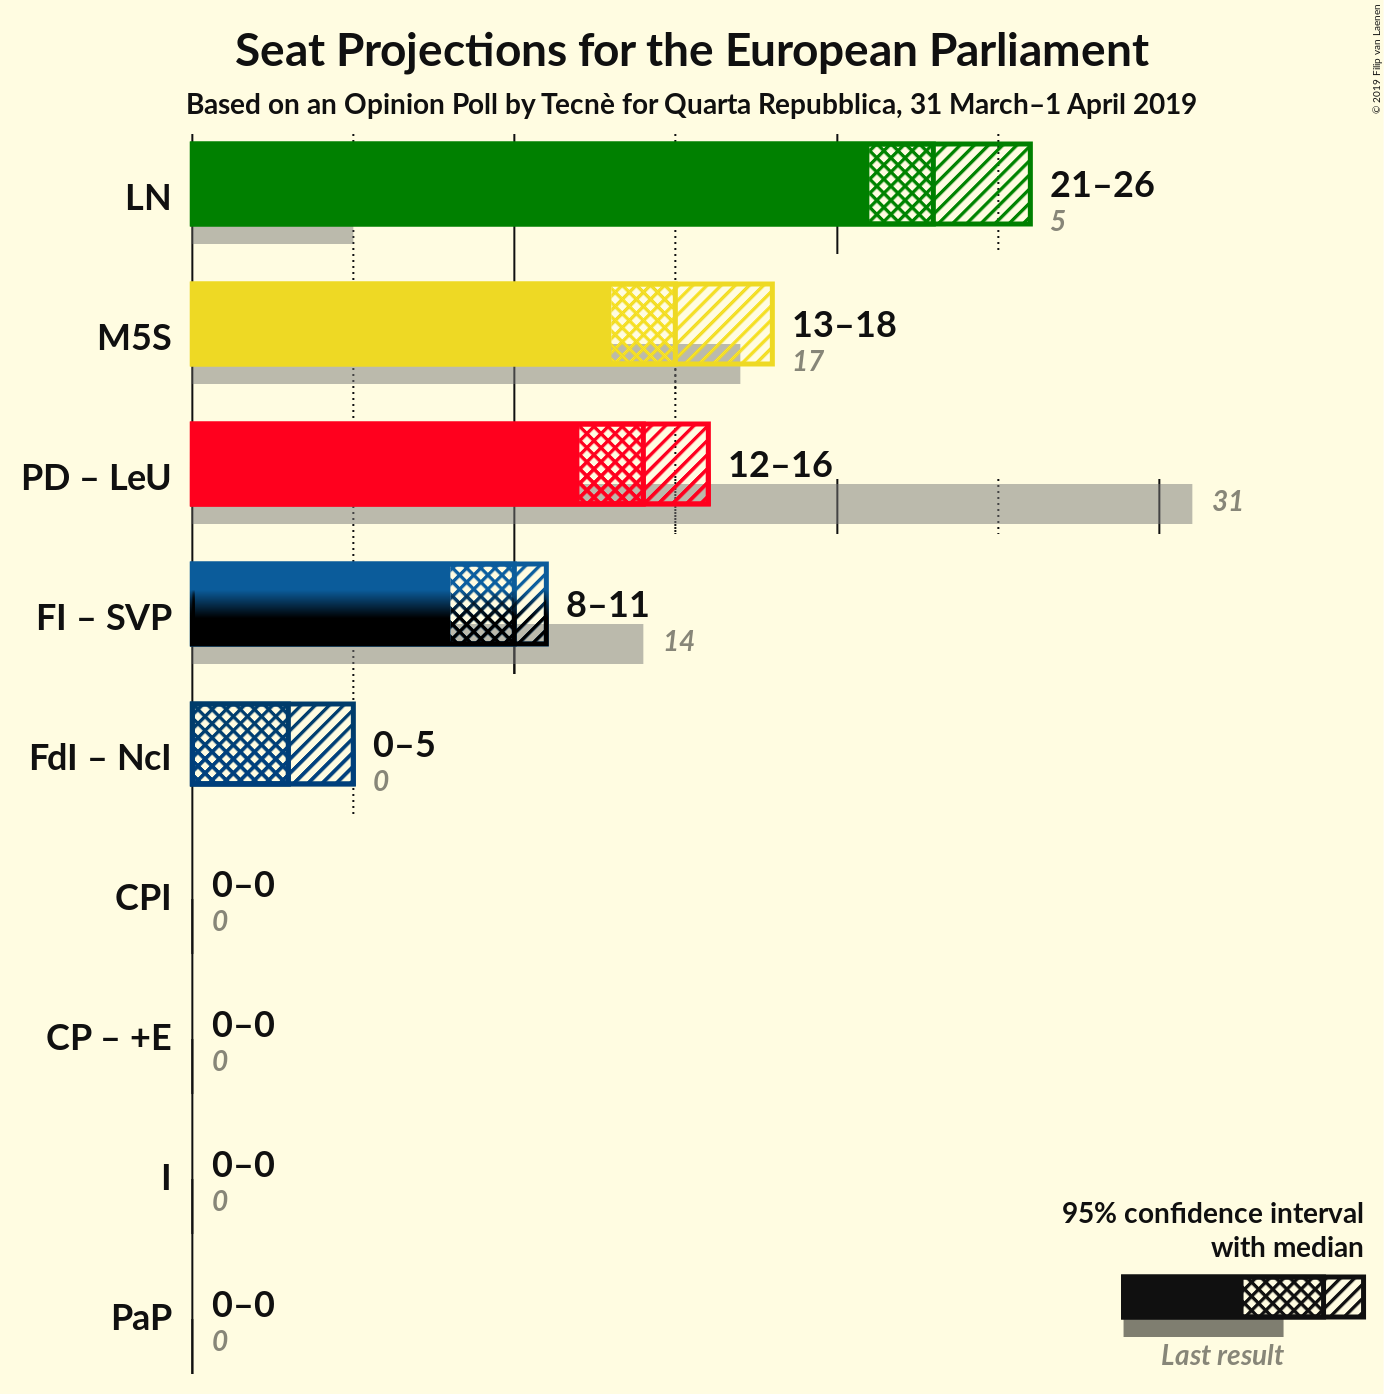 Seat Projections for the European Parliament
Based on an Opinion Poll by Tecnè for Quarta Repubblica, 31 March–1 April 2019
© 2019 Filip van Laenen
LN
21–26
5
M5S
13–18
17
PD – LeU
12–16
31
FI – SVP
8–11
14
FdI – NcI
0–5
0
CPI
0–0
0
CP – +E
0–0
0
I
0–0
0
PaP
0–0
0
95% confidence interval
with median
Last result